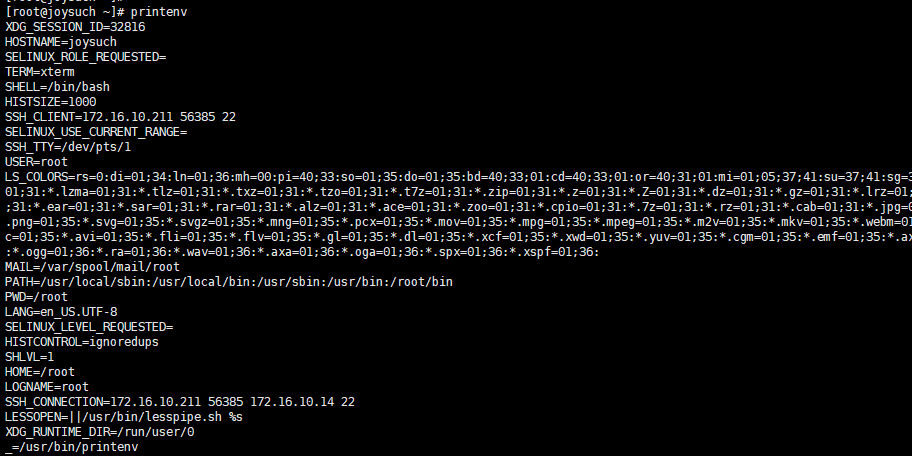 [root@joysuch ~]# printenv
XDG_SESSION_ID=32816
HOSTNAME=joysuch
SELINUX_ROLE_REQUESTED=
TERM=xterm
SHELL=/bin/bash
HISTSIZE=1000
SSH_CLIENT=172.16.10.211 56385 22
SELINUX_USE_CURRENT_RANGE=
SSH_TTY=/dev/pts/1
USER=root
LS_COLORS=rs=0:di=01;34:ln=01;36:mh=00:pi=40;33:so=01;35:do=01;35:bd=40;33;01:cd=40;33;01:or=40;31;01:mi=01;05;37;41:su=37;41:sg=3
01;31:*.lzma=01;31:*.tlz=01;31:*.txz=01;31:*.tzo=01;31:*.t7z=01;31:*.zip=01;31:*.z=01;31:*.Z=01;31:*.dz=01;31:*.gz=01;31:*.lrz=01;
;31:*.ear=01;31:*.sar=01;31:*.rar=01;31:*.alz=01;31:*.ace=01;31:*.zoo=01;31:*.cpio=01;31:*.7z=01;31:*.rz=01;31:*.cab=01;31:*.jpg=0
.png=01;35:*.svg=01;35:*.svgz=01;35:*.mng=01;35:*.pcx=01;35:*.mov=01;35:*.mpg=01;35:*.mpeg=01;35:*.m2v=01;35:*.mkv=01;35:*.webm=01
c=01;35:*.avi=01;35:*.fli=01;35:*.flv=01;35:*.gl=01;35:*.dl=01;35:*.xcf=01;35:*.xwd=01;35:*.yuv=01;35:*.cgm=01;35:*.emf=01;35:*.ax
:*.ogg=01;36:*.ra=01;36:*.wav=01;36:*.axa=01;36:*.oga=01;36:*.spx=01;36:*.xspf=01;36:
MAIL=/var/spool/mail/root
PATH=/usr/local/sbin:/usr/local/bin:/usr/sbin:/usr/bin:/root/bin
PWD=/root
LANG=en_US.UTF-8
SELINUX_LEVEL_REQUESTED=
HISTCONTROL=ignoredups
SHLVL=1
HOME=/root
LOGNAME=root
SSH_CONNECTION=172.16.10.211 56385 172.16.10.14 22
LESSOPEN=||/usr/bin/lesspipe.sh %s
XDG_RUNTIME_DIR=/run/user/0
_=/usr/bin/printenv